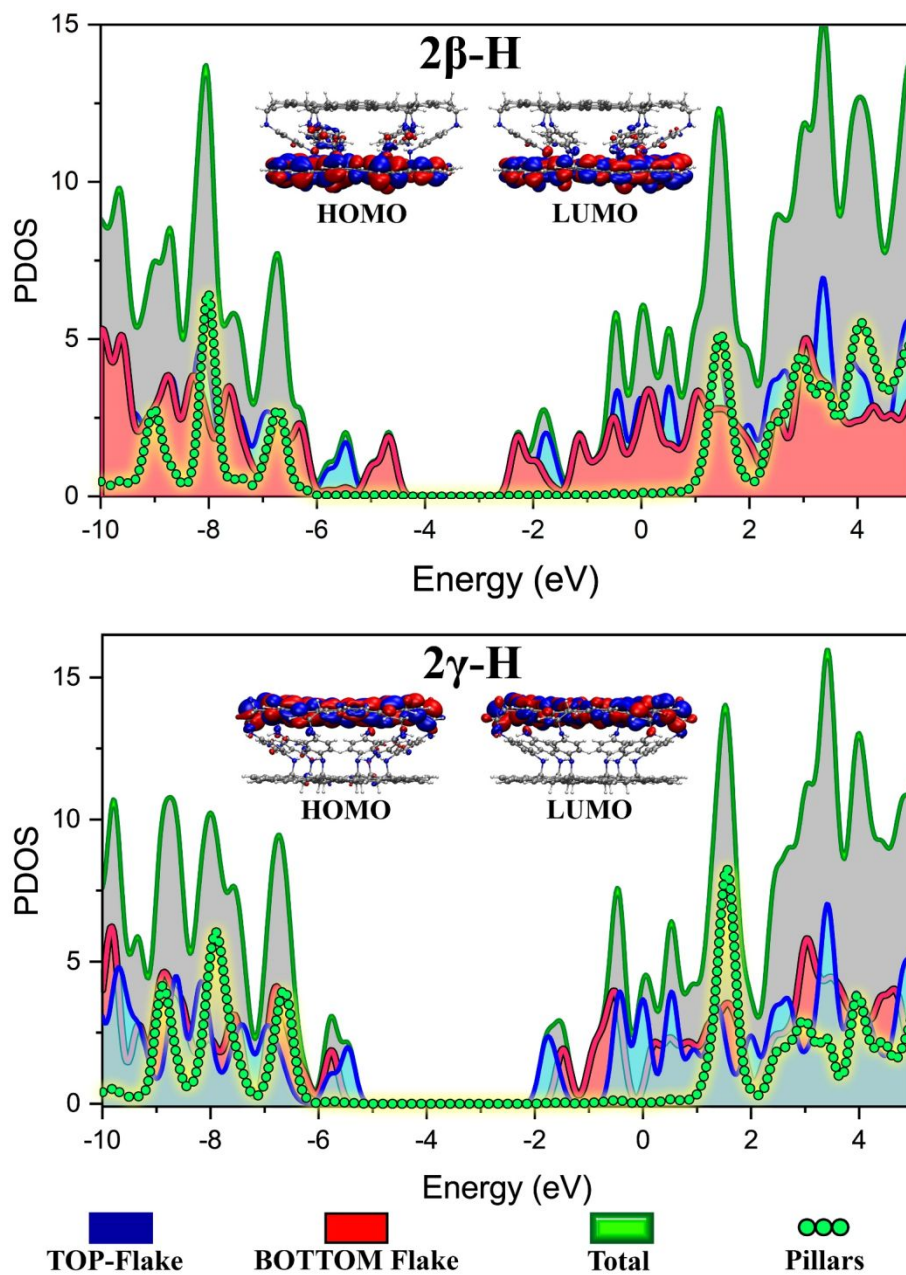 15
10
5
0
PDOS
2β-H
HOMO LUMO
-10 -8 -6 -4 -2 0 2 4
Energy (eV)
15
10
5
0
PDOS
2γ-H
HOMO LUMO
-10 -8 -6 -4 -2 0 2 4
Energy (eV)
TOP-Flake BOTTOM Flake Total Pillars